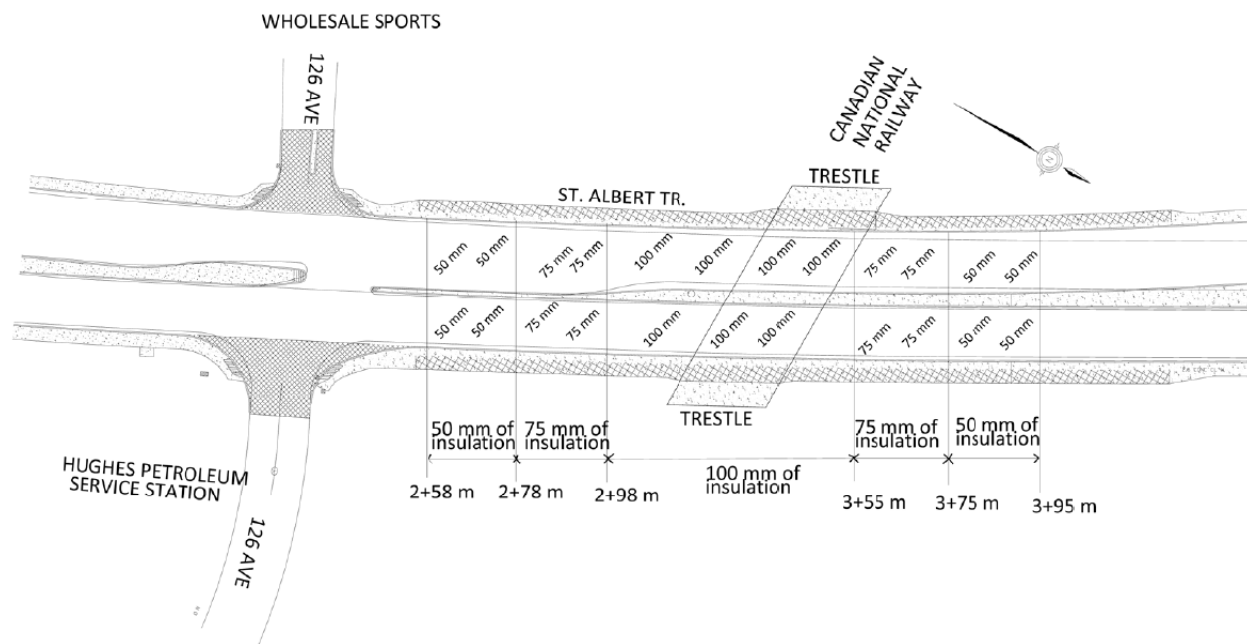 WHOLESALE SPORTS
126 AVE
CANADIAN
NATIONAL
RAILWAY
N
TRESTLE
ST. ALBERT TR.
50 mm 50 mm 75 mm 75 mm 100 mm 100 mm 100 mm 100 mm 75 mm 75 mm 50 mm 50 mm
50 mm 50 mm 75 mm 75 mm 100 mm 100 mm 100 mm 75 mm 75 mm 50 mm 50 mm
TRESTLE
50 mm of
insulation
75 mm of
insulation
100 mm of
insulation
75 mm of
insulation
50 mm of
insulation
2+58 m
2+78 m
2+98 m
3+55 m
3+75 m
3+95 m
HUGHES PETROLEUM
SERVICE STATION
126 AVE